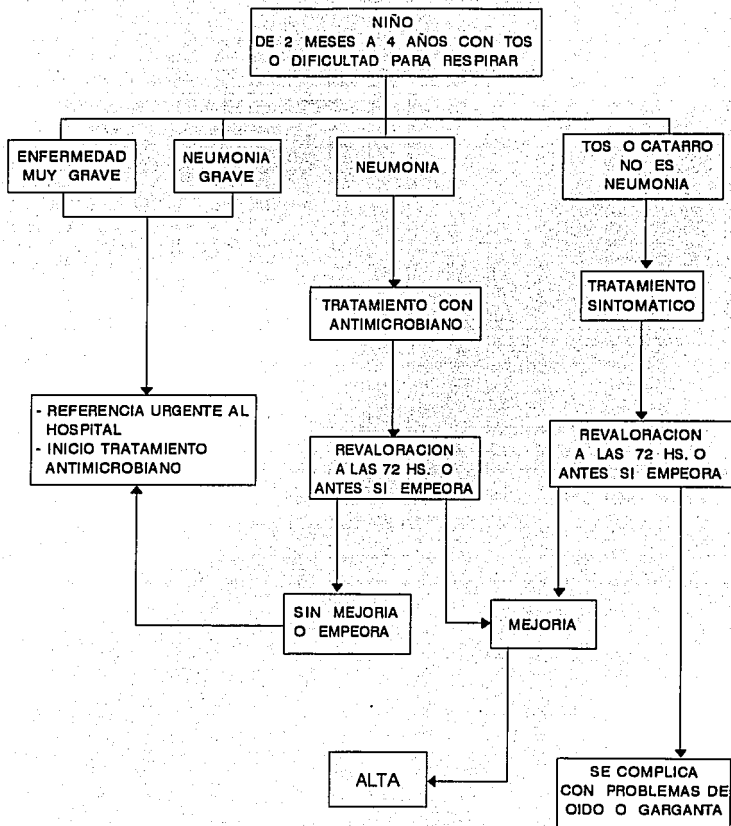 NIÑO
DE 2 MESES A 4 AÑOS CON TOS
O DIFICULTAD PARA RESPIRAR
ENFERMEDAD
MUY GRAVE
NEUMONIA
GRAVE
NEUMONIA
TOS O CATARRO
NO ES
NEUMONIA
TRATAMIENTO CON
ANTIMICROBIANO
TRATAMIENTO
SINTOMÁTICO
- REFERENCIA URGENTE AL
HOSPITAL
- INICIO TRATAMIENTO
ANTIMICROBIANO
REVALORACION
A LAS 72 HS. O
ANTES SI EMPEORA
REVALORACION
A LAS 72 HS. O
ANTES SI EMPEORA
SIN MEJORIA
O EMPEORA
MEJORIA
ALTA
SE COMPLICA
CON PROBLEMAS DE
OIDO O GARGANTA